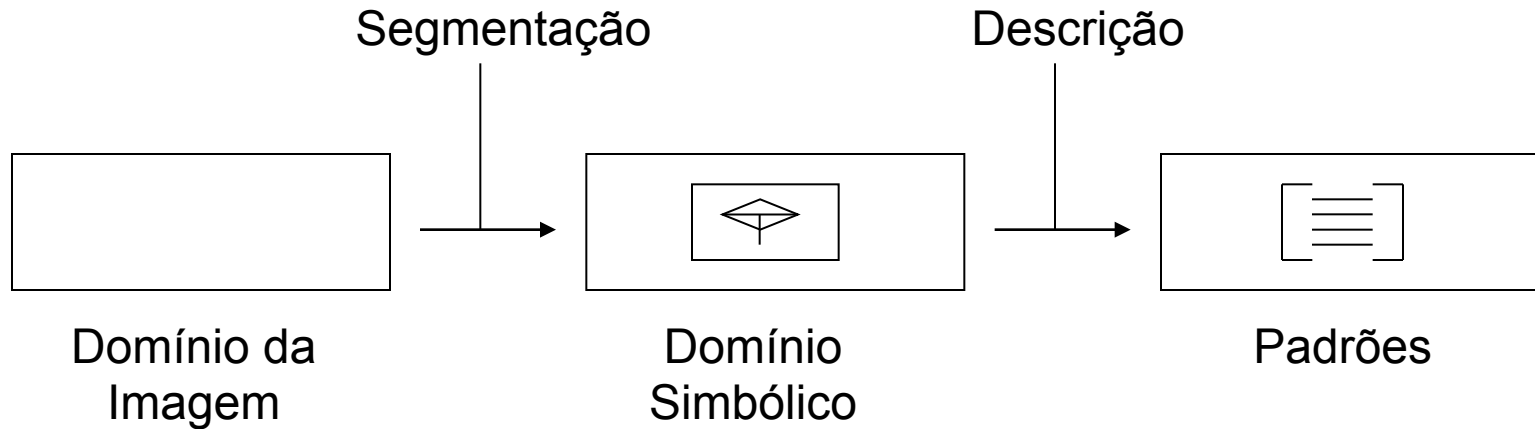 Segmentação
Descrição
Domínio da
Imagem
Domínio
Simbólico
Padrões